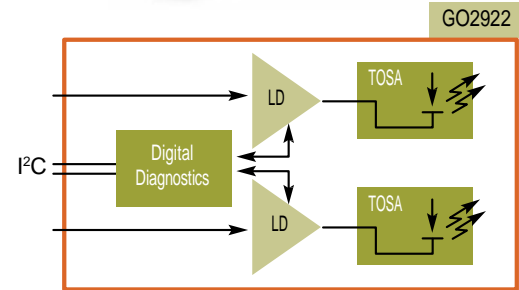 GO2922
LD
TOSA
I²C
Digital
Diagnostics
LD
TOSA